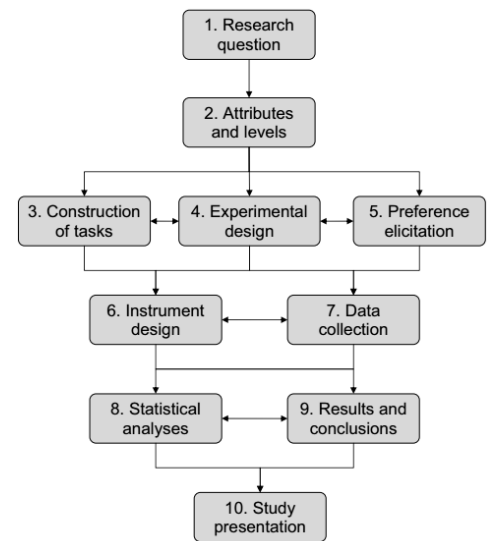 1. Research
question
2. Attributes
and levels
3. Construction
of tasks
4. Experimental
design
5. Preference
elicitation
6. Instrument
design
7. Data
collection
8. Statistical
analyses
9. Results and
conclusions
10. Study
presentation